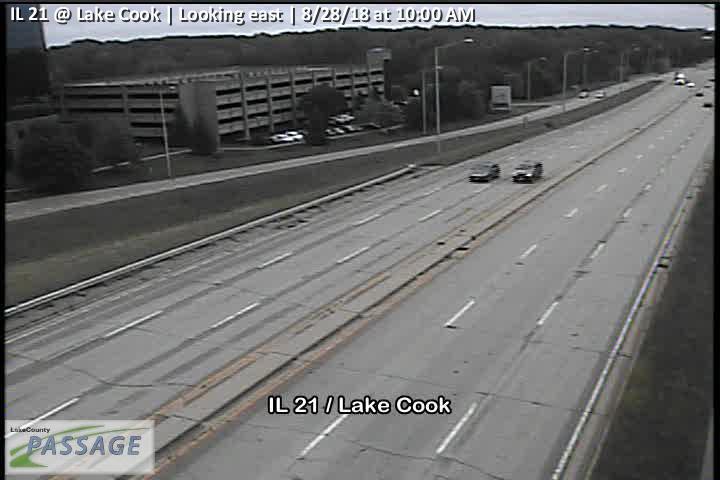 IL 21 @ Lake Cook | Looking east | 8/28/18 at 10:00 AM
IL 21 / Lake Cook
LakeCounty
PASSAGE